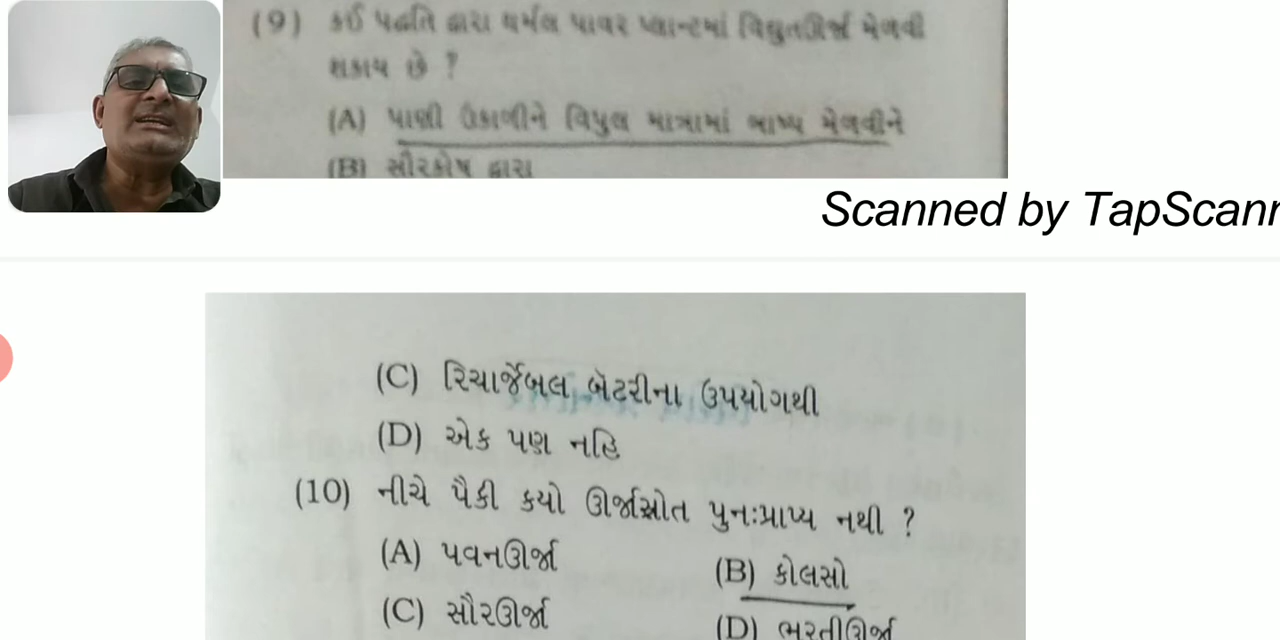 (9) કઈ પદ્ધતિ દ્વારા થર્મલ પાવર પ્લાન્ટમાં વિદ્યુતઊર્જા મેળવી
શકાય છે ?
(A) પાણી ઉકાળીને વિપુલ માત્રામાં બાષ્પ મેળવીને
(B) સૌરકોષ દ્વારા
Scanned by TapScann
(C) રિચાર્જેબલ બૅટરીના ઉપયોગથી
(D) એક પણ નહિ
(10) નીચે પૈકી કયો ઊર્જાસ્રોત પુનઃપ્રાપ્ય નથી ?
(A) પવનઊર્જા (B) કોલસો
(C) સૌરઊર્જા (D) ભરતીઊર્જા